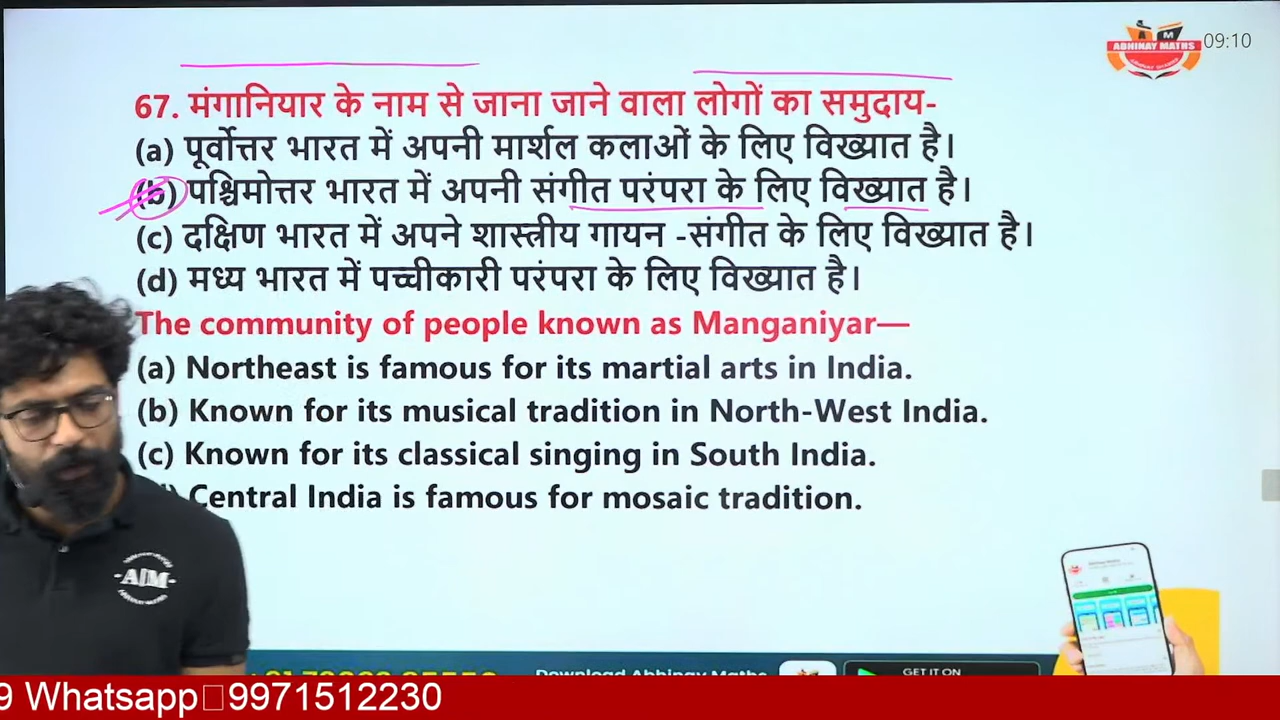 ABHINAY MATHS
09:10
67. मंगानियार के नाम से जाना जाने वाला लोगों का समुदाय-
(a) पूर्वोत्तर भारत में अपनी मार्शल कलाओं के लिए विख्यात है।
(b) पश्चिमोत्तर भारत में अपनी संगीत परंपरा के लिए विख्यात है।
(c) दक्षिण भारत में अपने शास्त्रीय गायन -संगीत के लिए विख्यात है।
(d) मध्य भारत में पच्चीकारी परंपरा के लिए विख्यात है।
The community of people known as Manganiyar—
(a) Northeast is famous for its martial arts in India.
(b) Known for its musical tradition in North-West India.
(c) Known for its classical singing in South India.
Central India is famous for mosaic tradition.
Download Abhinay Maths
GET IT ON
9 Whatsapp 9971512230